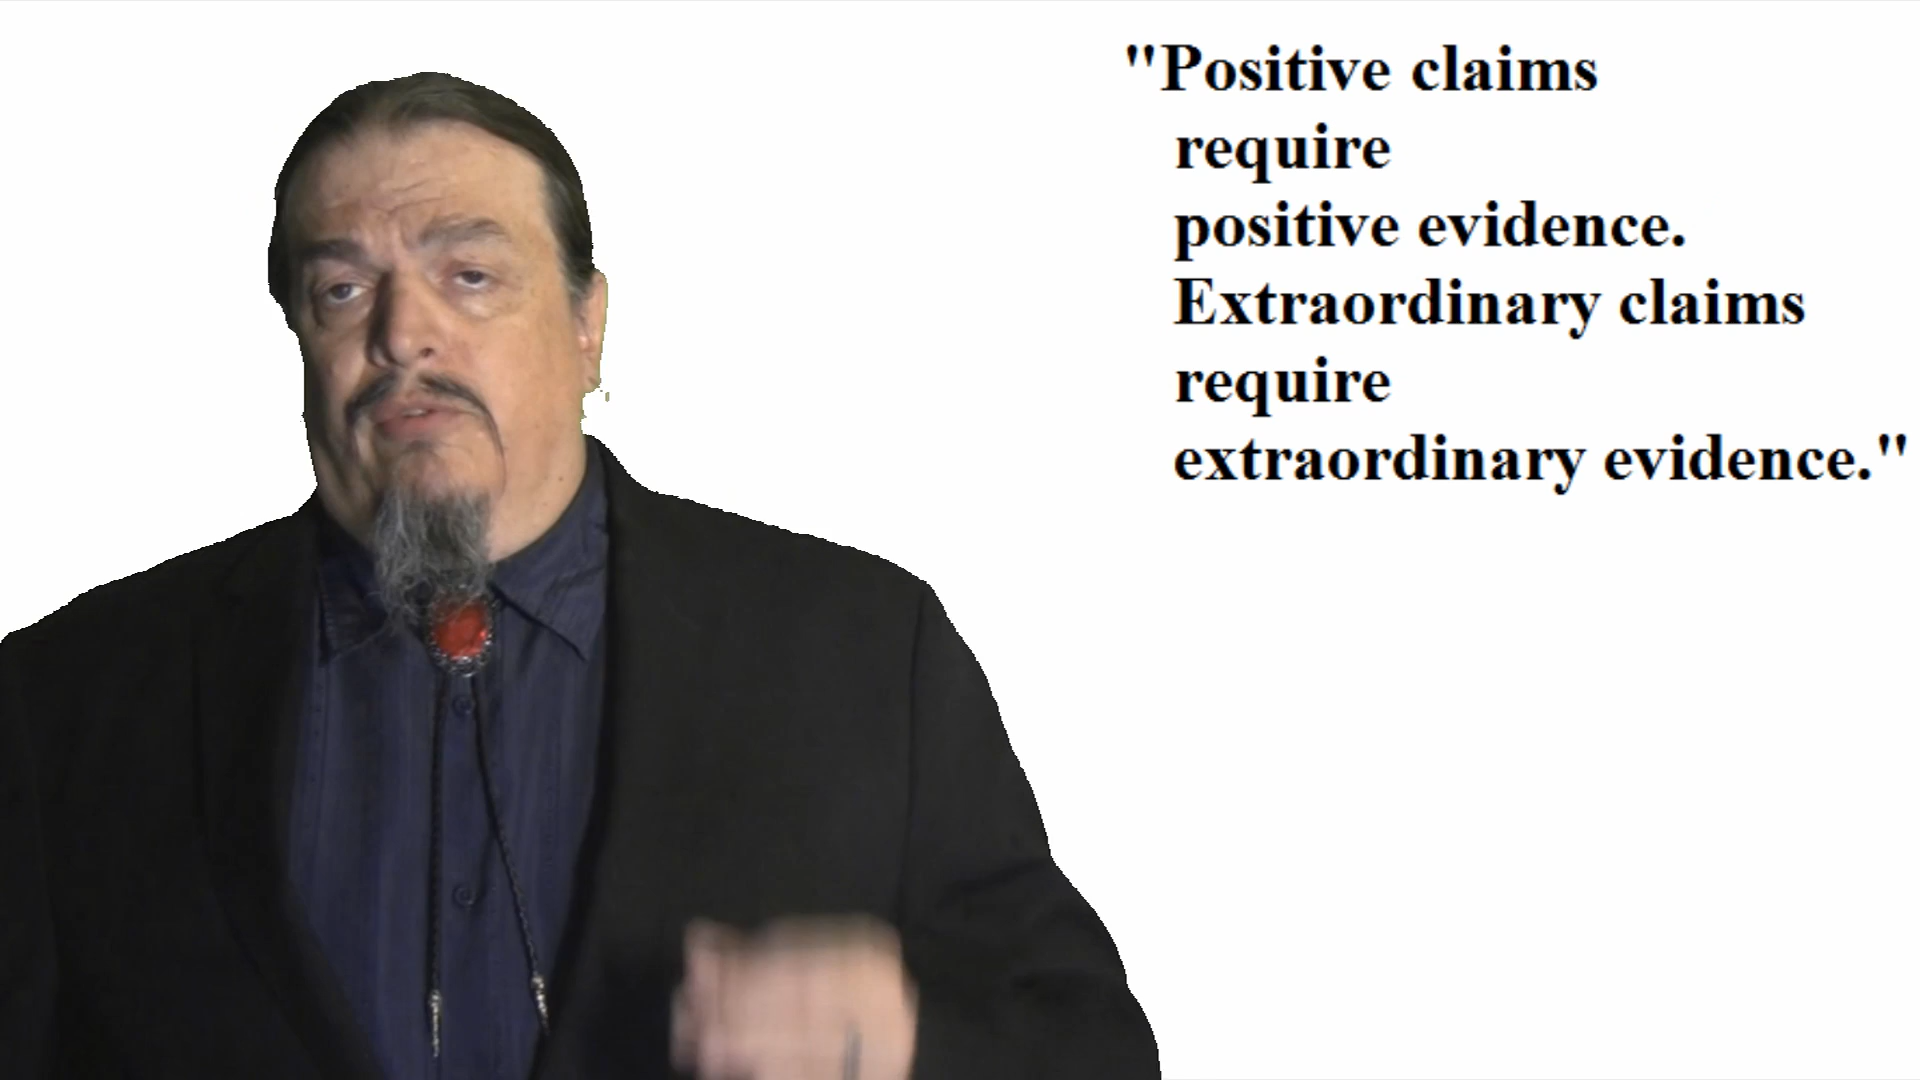 "Positive claims
require
positive evidence.
Extraordinary claims
require
extraordinary evidence."